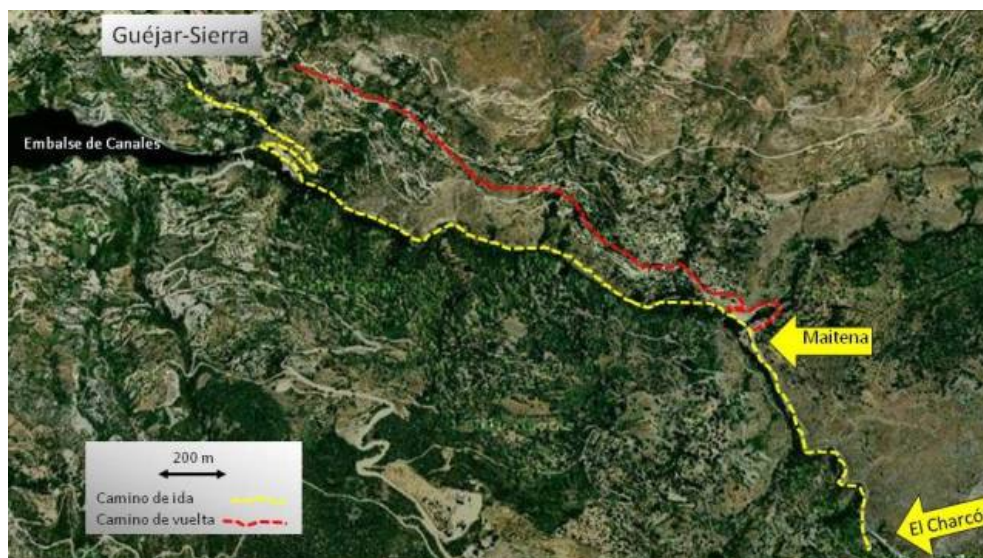 Guéjar-Sierra
Embalse de Canales
Maitena
200 m
Camino de ida
Camino de vuelta
El Charcó